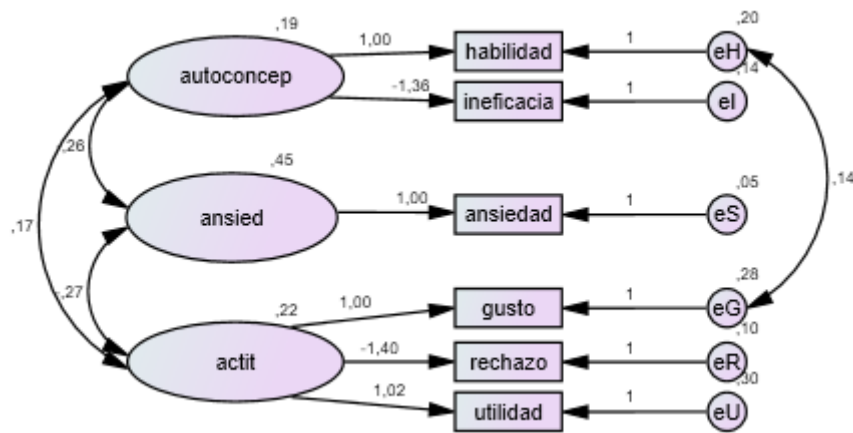 ,19
,20
1,00
habilidad
1
eH
autoconcep
,14
-1,36
ineficacia
1
eI
-,26
,45
,05
,14
1,00
ansied
ansiedad
1
eS
,17
,28
-,27
,22
1,00
gusto
1
eG
,10
-1,40
actit
rechazo
1
eR
,30
1,02
utilidad
1
eU